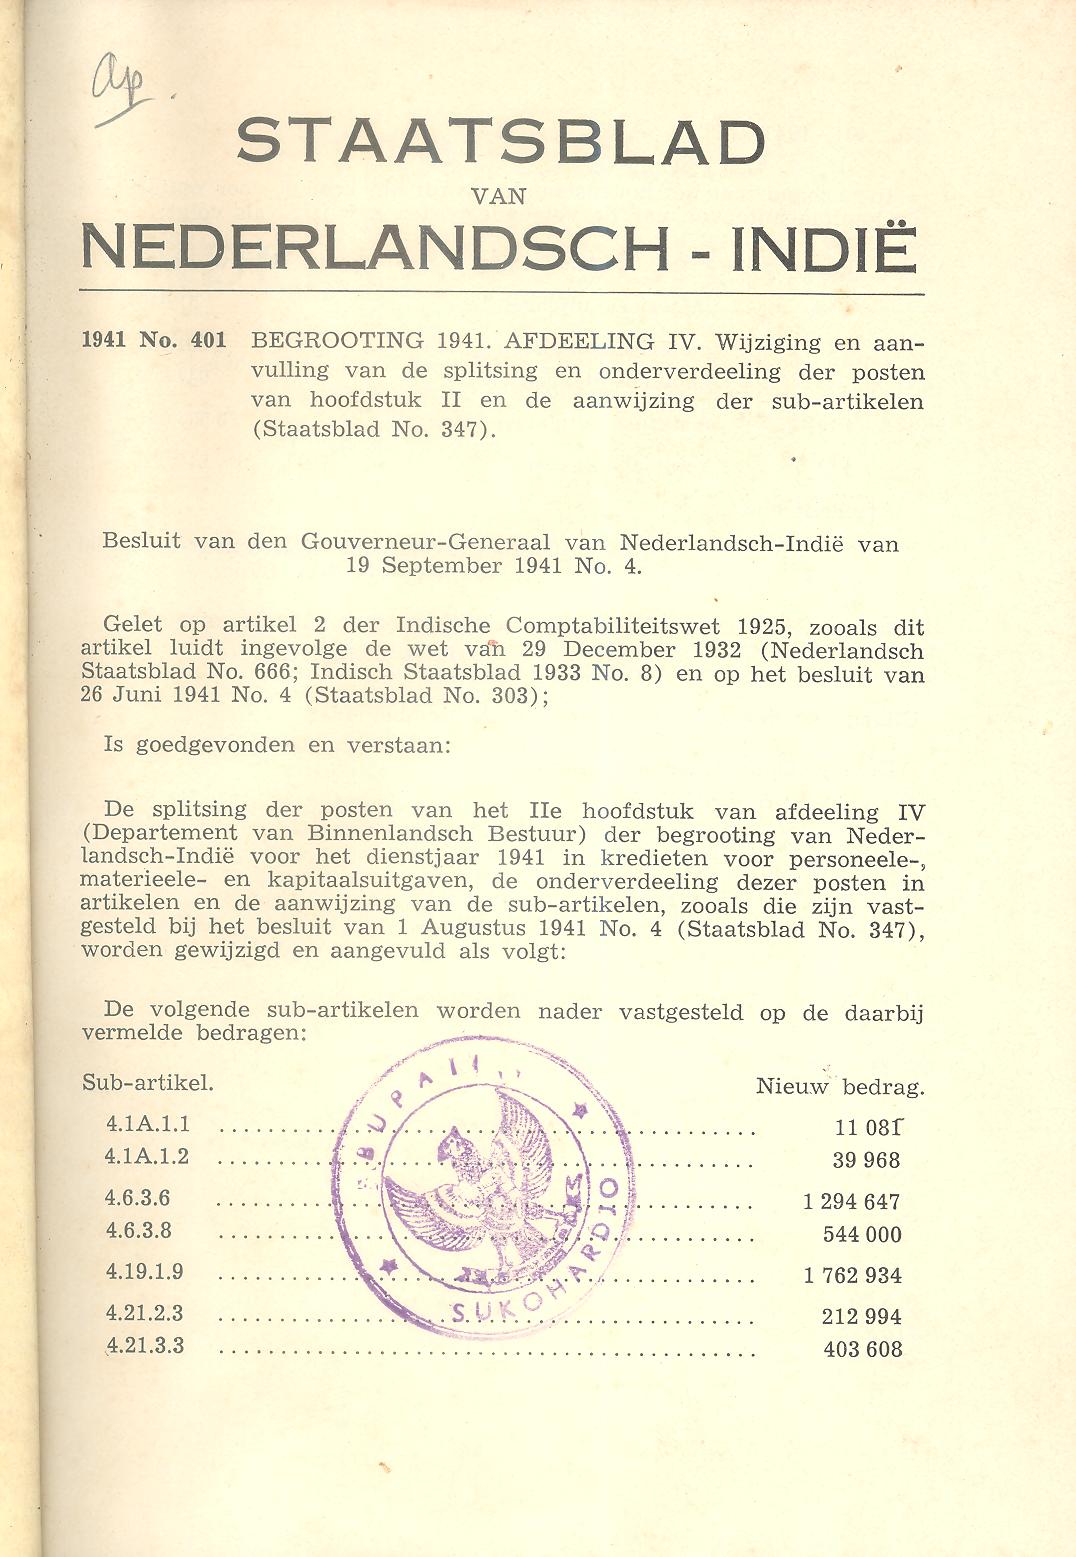 Ap.
STAATSBLAD
VAN
NEDERLANDSCH - INDIË
1941 No. 401 BEGROOTING 1941. AFDEELING IV. Wijziging en aan-
vulling van de splitsing en onderverdeeling der posten
van hoofdstuk II en de aanwijzing der sub-artikelen
(Staatsblad No. 347).
Besluit van den Gouverneur-Generaal van Nederlandsch-Indië van
19 September 1941 No. 4.
Gelet op artikel 2 der Indische Comptabiliteitswet 1925, zooals dit
artikel luidt ingevolge de wet van 29 December 1932 (Nederlandsch
Staatsblad No. 666; Indisch Staatsblad 1933 No. 8) en op het besluit van
26 Juni 1941 No. 4 (Staatsblad No. 303);
Is goedgevonden en verstaan:
De splitsing der posten van het IIe hoofdstuk van afdeeling IV
(Departement van Binnenlandsch Bestuur) der begrooting van Neder-
landsch-Indië voor het dienstjaar 1941 in kredieten voor personeele-,
materieele- en kapitaalsuitgaven, de onderverdeeling dezer posten in
artikelen en de aanwijzing van de sub-artikelen, zooals die zijn vast-
gesteld bij het besluit van 1 Augustus 1941 No. 4 (Staatsblad No. 347),
worden gewijzigd en aangevuld als volgt:
De volgende sub-artikelen worden nader vastgesteld op de daarbij
vermelde bedragen:
Sub-artikel. Nieuw bedrag.
4.1A.1.1 11 081
4.1A.1.2 39 968
4.6.3.6 1 294 647
4.6.3.8 544 000
4.19.1.9 1 762 934
4.21.2.3 212 994
4.21.3.3 403 608
SUKOHARDJO